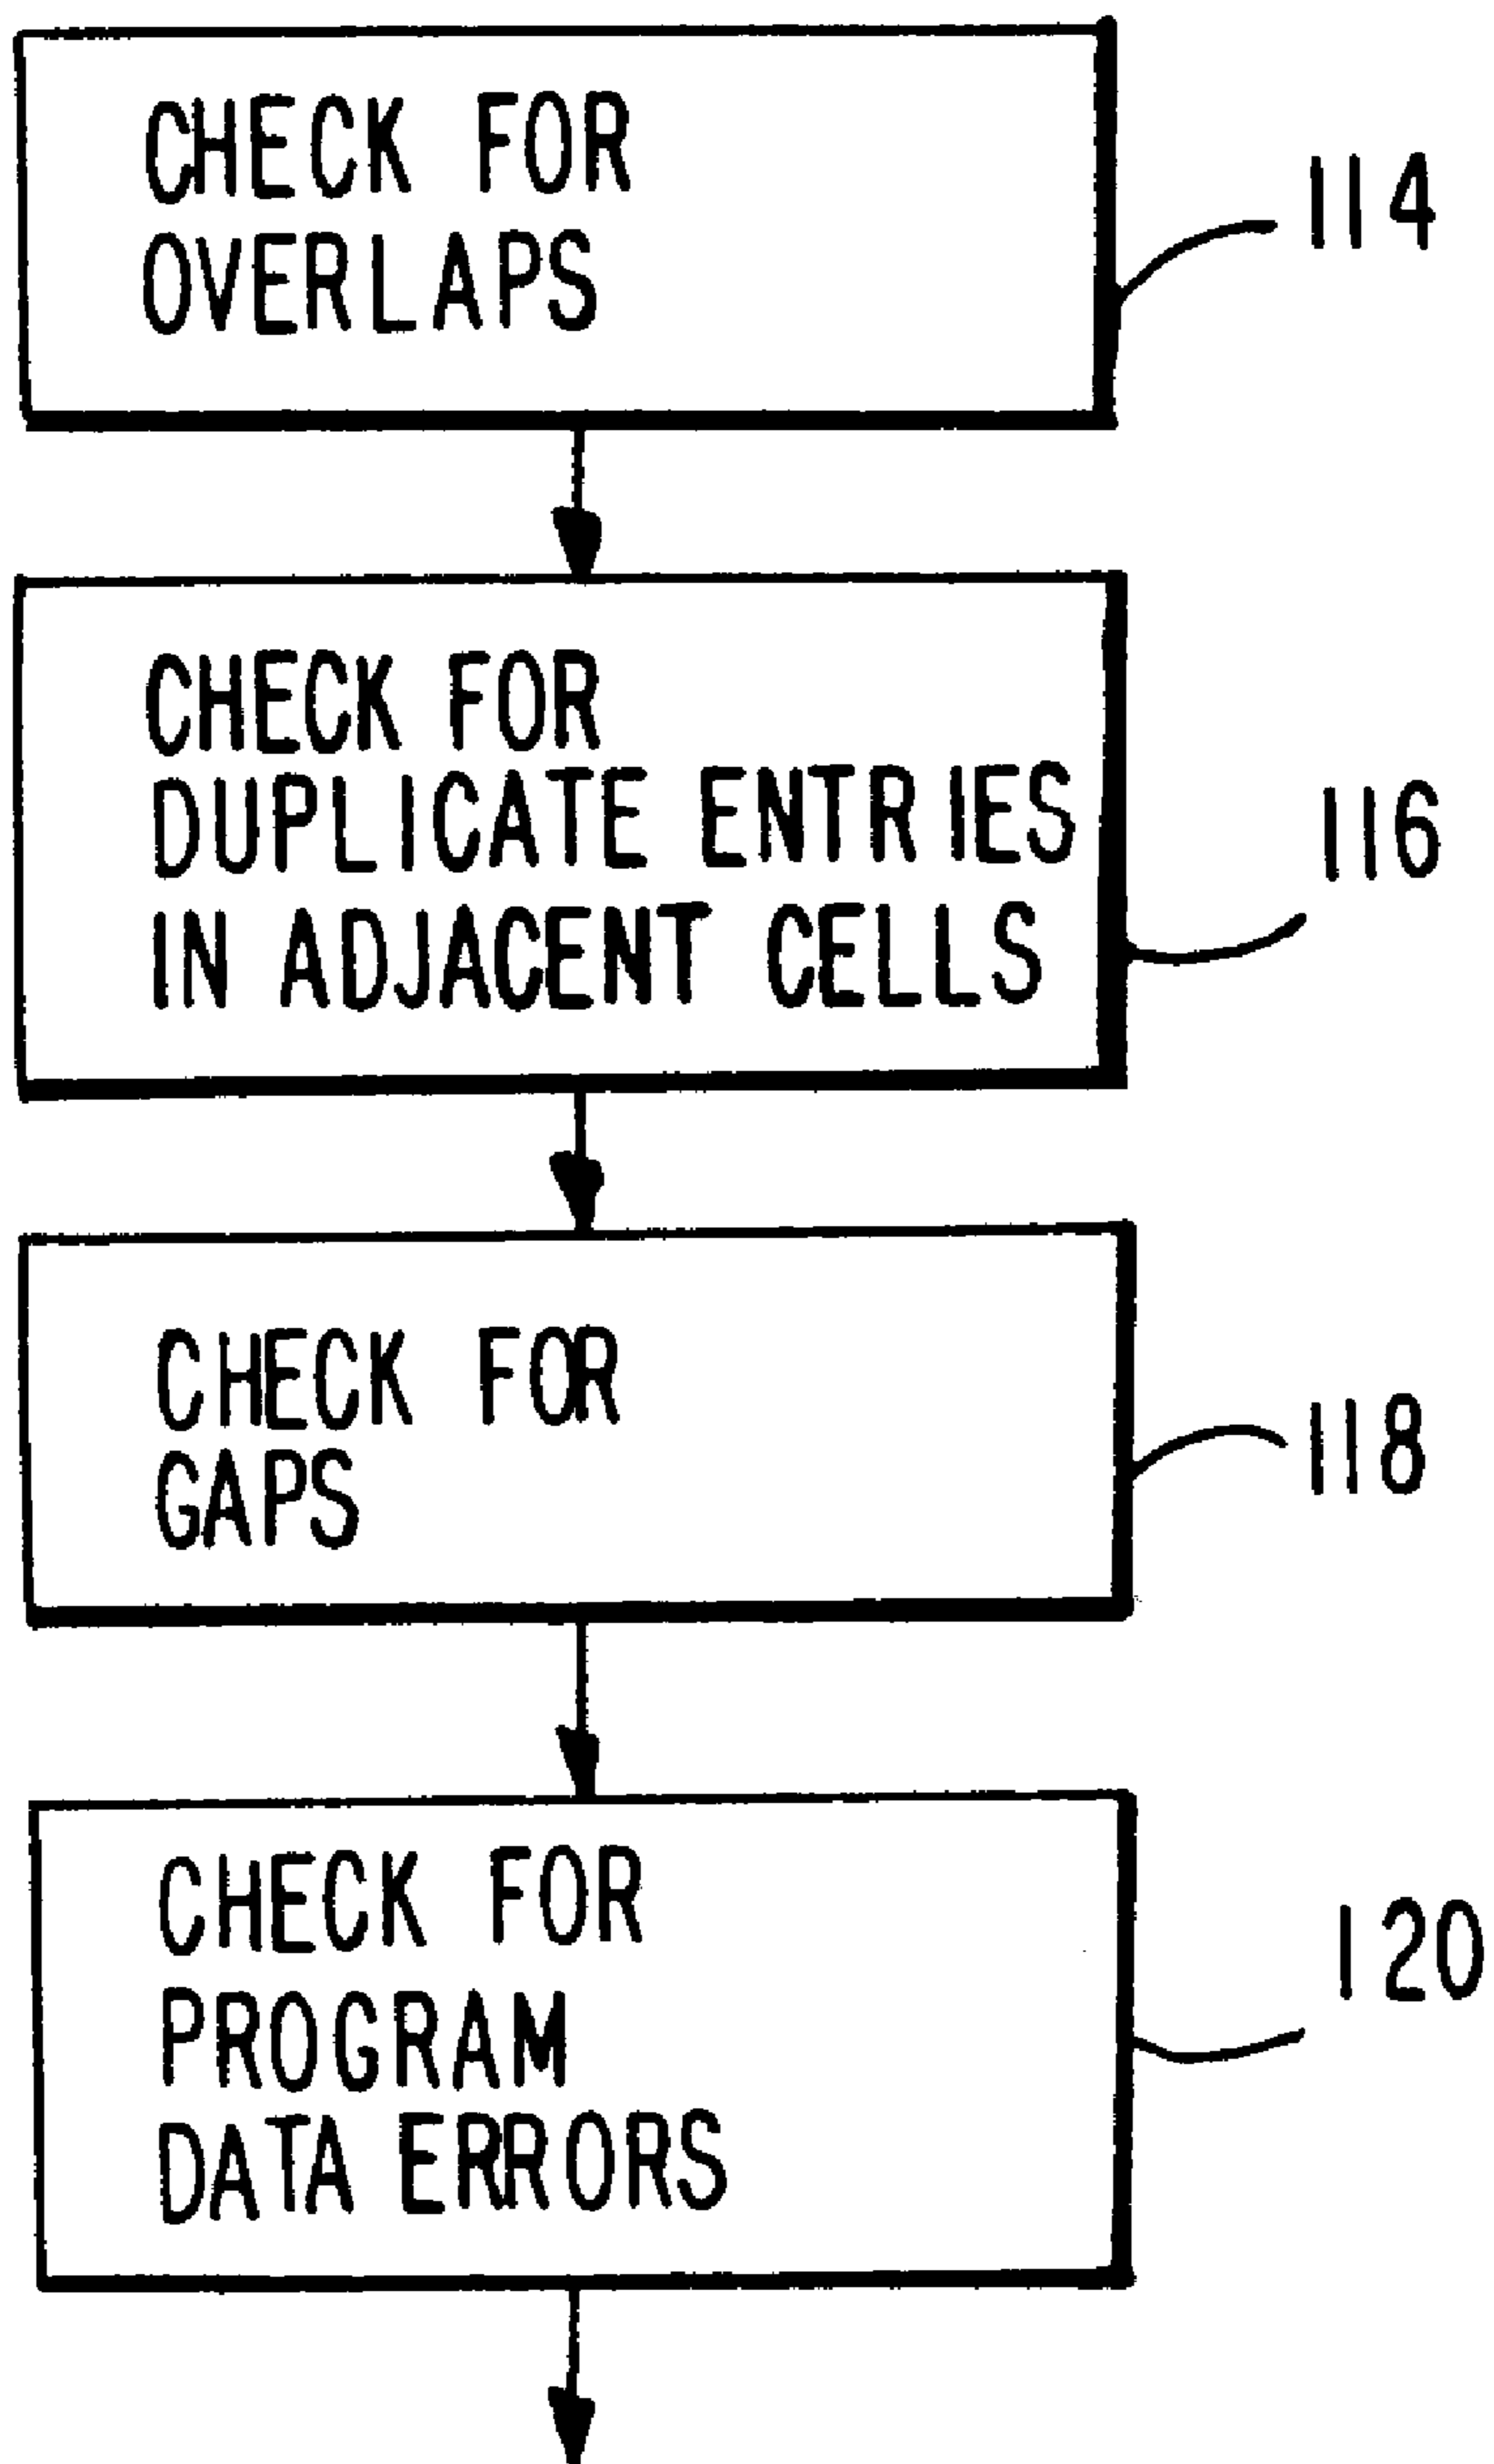 CHECK FOR
OVERLAPS
114
CHECK FOR
DUPLICATE ENTRIES
IN ADJACENT CELLS
116
CHECK FOR
GAPS
118
CHECK FOR
PROGRAM
DATA ERRORS
120